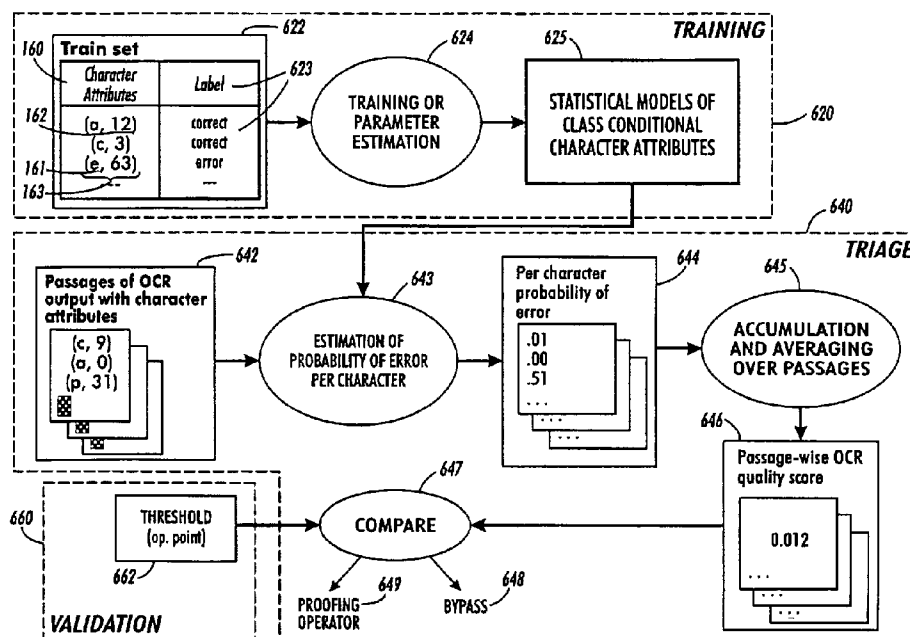 622
TRAINING
160
Train set
623
624
625
Character Attributes
Label
162
(a, 12)
(c, 3)
(e, 63)
...
161
163
correct
correct
error
...
TRAINING OR
PARAMETER
ESTIMATION
STATISTICAL MODELS OF
CLASS CONDITIONAL
CHARACTER ATTRIBUTES
620
640
TRIAGE
642
Passages of OCR
output with character
attributes
(c, 9)
(a, 0)
(p, 31)
643
ESTIMATION OF
PROBABILITY OF ERROR
PER CHARACTER
644
Per character
probability of
error
.01
.00
.51
...
...
...
645
ACCUMULATION
AND AVERAGING
OVER PASSAGES
646
Passage-wise OCR
quality score
0.012
...
...
...
647
COMPARE
660
THRESHOLD
(op. point)
662
649
648
PROOFING
OPERATOR
BYPASS
VALIDATION